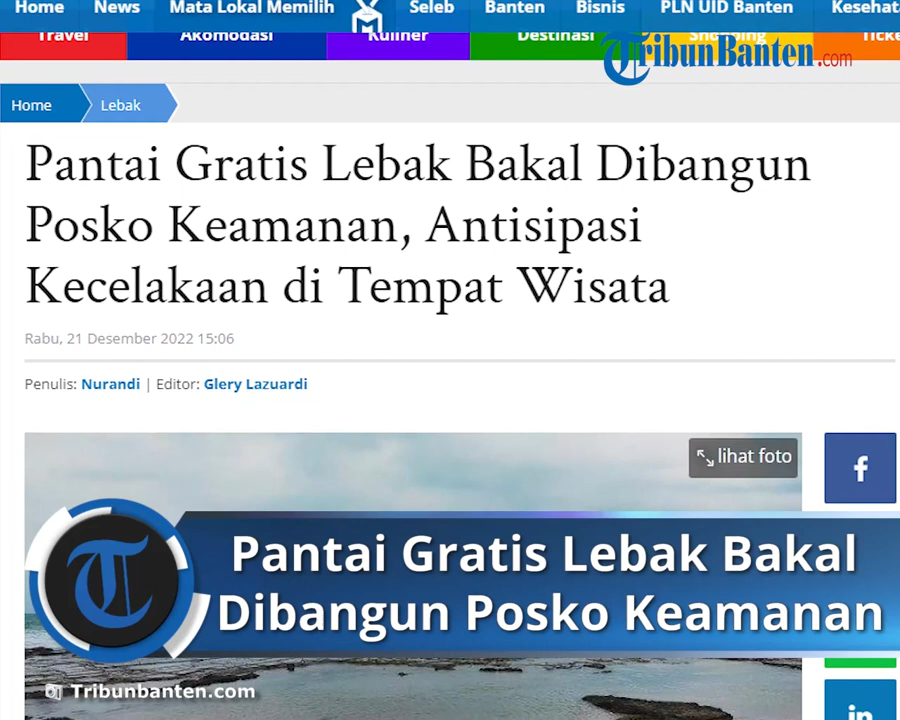 Home News Mata Lokal Memilih Seleb Banten Bisnis PLN UID Banten
Travel Akomodasi Kuliner Destinasi Shopping
TribunBanten.com
Home Lebak
Pantai Gratis Lebak Bakal Dibangun
Posko Keamanan, Antisipasi
Kecelakaan di Tempat Wisata
Rabu, 21 Desember 2022 15:06
Penulis: Nurandi | Editor: Glery Lazuardi
lihat foto
Pantai Gratis Lebak Bakal
Dibangun Posko Keamanan
Tribunbanten.com